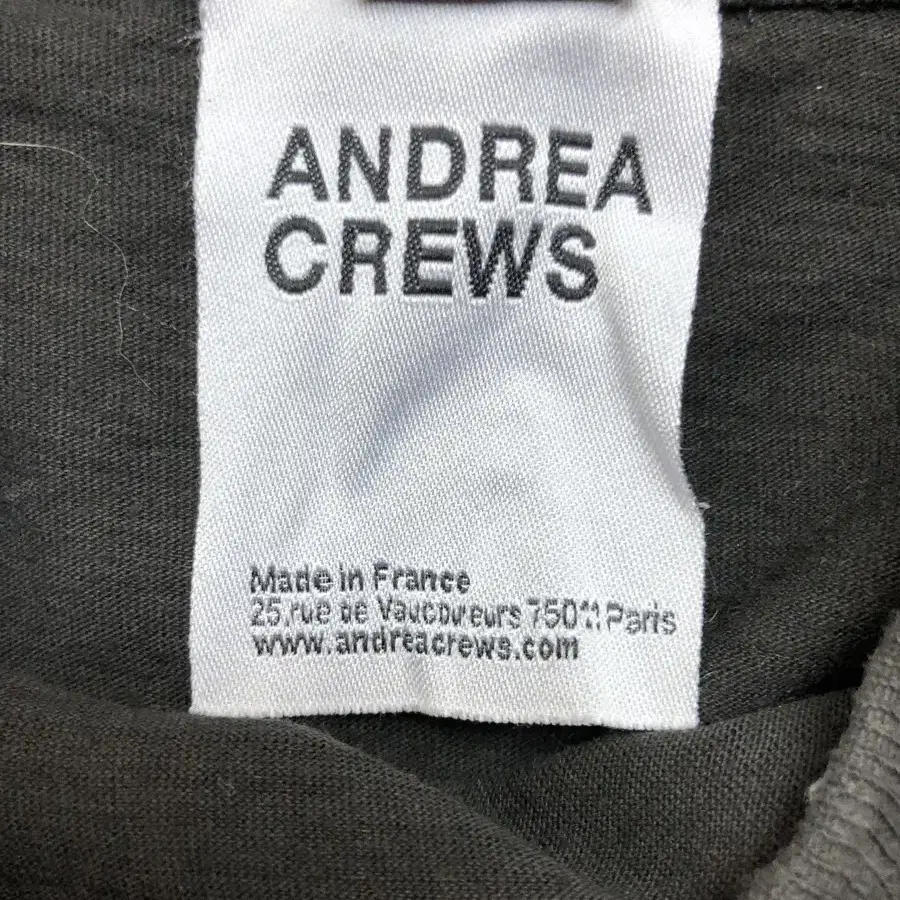 ANDREA
CREWS
Made in France
25, rue de Vaucouleurs 75011 Paris
www.andreacrews.com